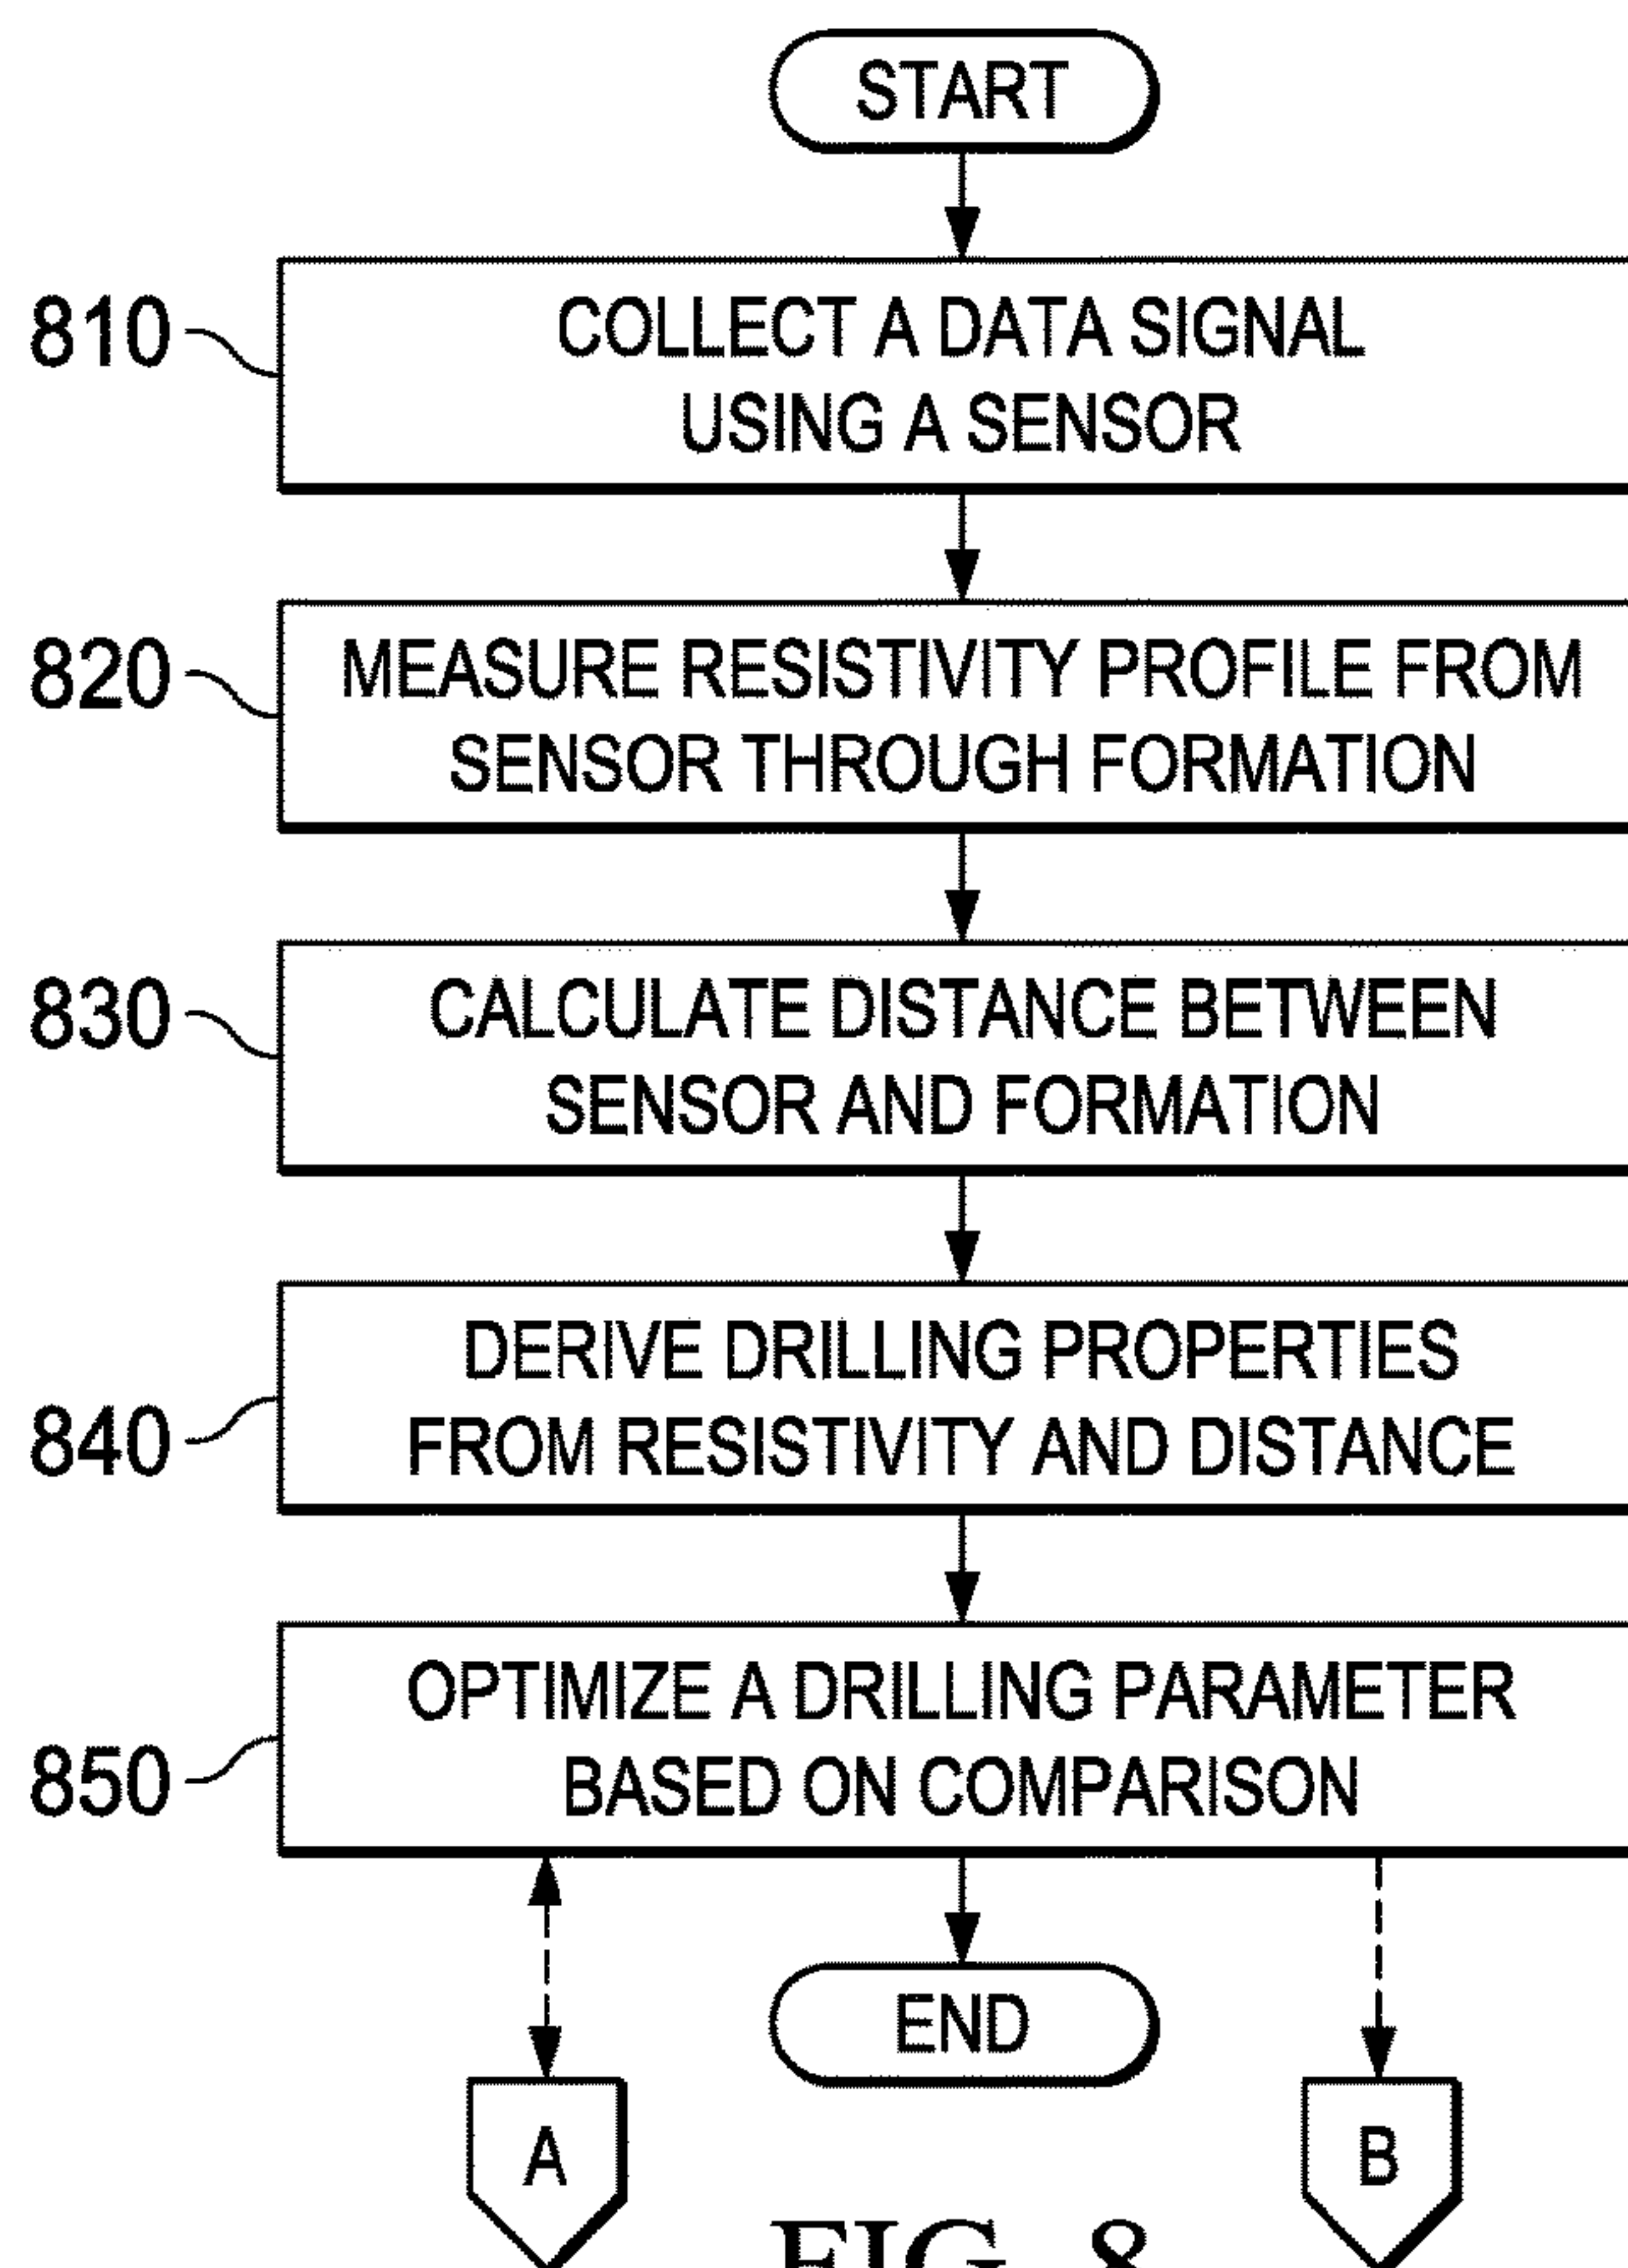 START
810
COLLECT A DATA SIGNAL
USING A SENSOR
820
MEASURE RESISTIVITY PROFILE FROM
SENSOR THROUGH FORMATION
830
CALCULATE DISTANCE BETWEEN
SENSOR AND FORMATION
840
DERIVE DRILLING PROPERTIES
FROM RESISTIVITY AND DISTANCE
850
OPTIMIZE A DRILLING PARAMETER
BASED ON COMPARISON
END
A
B
FIG. 8